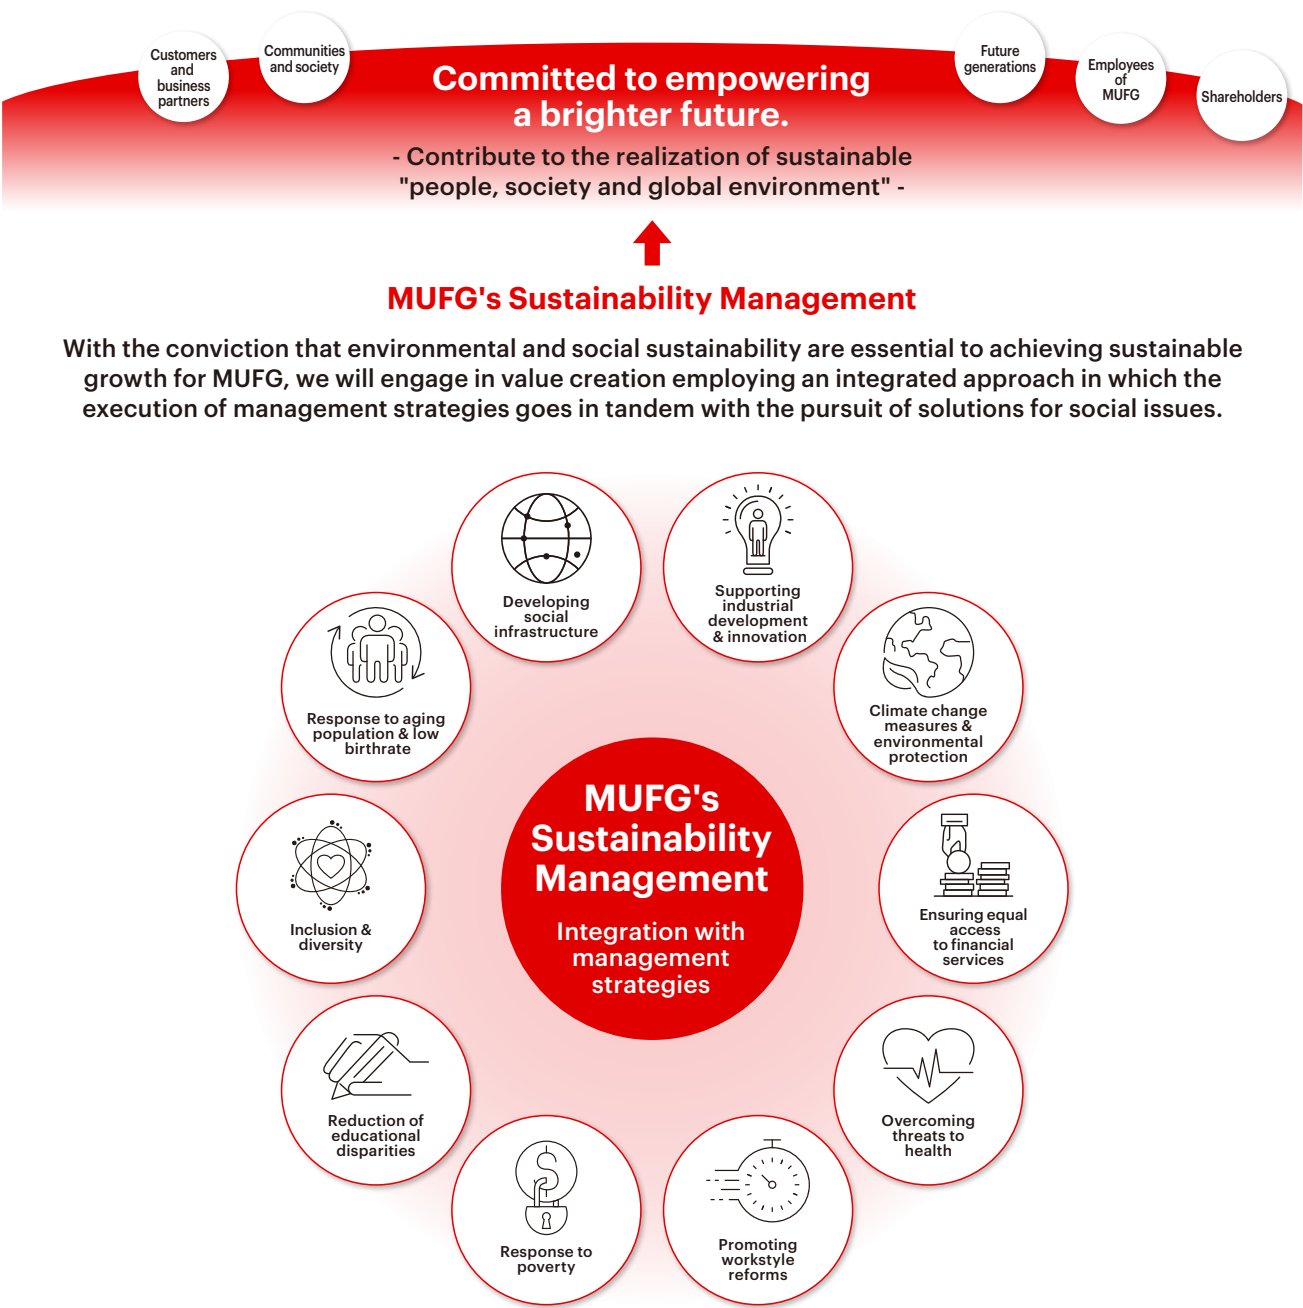 Customers
and
business
partners
Communities
and society
Committed to empowering
a brighter future.
Future
generations
Employees
of
MUFG
Shareholders
- Contribute to the realization of sustainable
"people, society and global environment" -
MUFG's Sustainability Management
With the conviction that environmental and social sustainability are essential to achieving sustainable
growth for MUFG, we will engage in value creation employing an integrated approach in which the
execution of management strategies goes in tandem with the pursuit of solutions for social issues.
Developing
social
infrastructure
Supporting
industrial
development
& innovation
Response to aging
population & low
birthrate
Climate change
measures &
environmental
protection
MUFG's
Sustainability
Management
Integration with
management
strategies
Inclusion &
diversity
Ensuring equal
access
to financial
services
Reduction of
educational
disparities
Overcoming
threats to
health
Response to
poverty
Promoting
workstyle
reforms